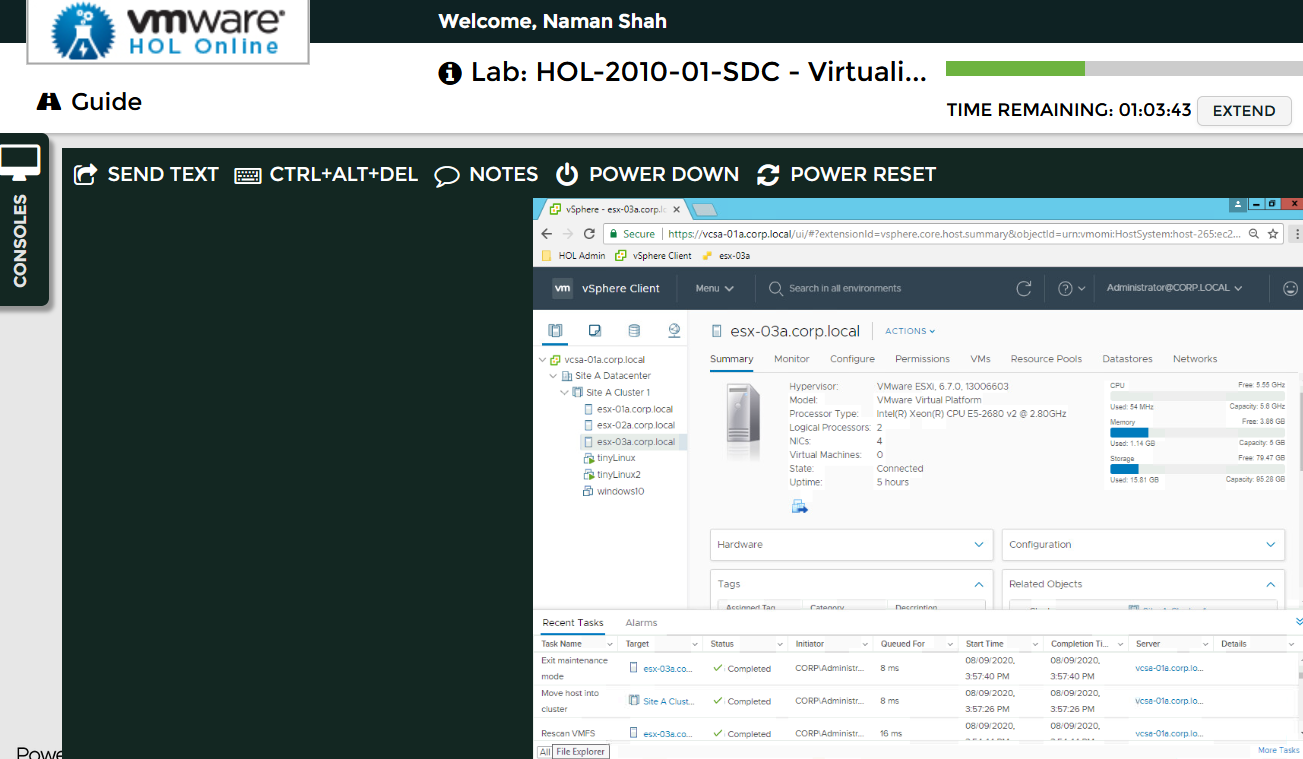 vmware®
HOL Online
Welcome, Naman Shah
Lab: HOL-2010-01-SDC - Virtuali...
Guide
TIME REMAINING: 01:03:43
EXTEND
CONSOLES
SEND TEXT
CTRL+ALT+DEL
NOTES
POWER DOWN
POWER RESET
vSphere - esx-03a.corp.lo
Secure | https://vcsa-01a.corp.local/ui/#?extensionId=vsphere.core.host.summary&objectId=urn:vmomi:HostSystem:host-265:ec2...
HOL Admin
vSphere Client
esx-03a
vm vSphere Client
Menu
Search in all environments
Administrator@CORP.LOCAL
vcsa-01a.corp.local
Site A Datacenter
Site A Cluster 1
esx-01a.corp.local
esx-02a.corp.local
esx-03a.corp.local
tinyLinux
tinyLinux2
windows10
esx-03a.corp.local
ACTIONS
Summary Monitor Configure Permissions VMs Resource Pools Datastores Networks
Hypervisor: VMware ESXi, 6.7.0, 13006603
Model: VMware Virtual Platform
Processor Type: Intel(R) Xeon(R) CPU E5-2680 v2 @ 2.80GHz
Logical Processors: 2
NICs: 4
Virtual Machines: 0
State: Connected
Uptime: 5 hours
CPU Free: 5.55 GHz
Used: 54 MHz Capacity: 5.6 GHz
Memory Free: 3.86 GB
Used: 1.14 GB Capacity: 5 GB
Storage Free: 79.47 GB
Used: 15.81 GB Capacity: 95.28 GB
Hardware
Configuration
Tags
Assigned Tag Category Description
Related Objects
Recent Tasks Alarms
Task Name Target Status Initiator Queued For Start Time Completion Ti... Server Details
Exit maintenance mode esx-03a.co... Completed CORP\Administr... 8 ms 08/09/2020, 3:57:40 PM 08/09/2020, 3:57:40 PM vcsa-01a.corp.lo...
Move host into cluster Site A Clust... Completed CORP\Administr... 8 ms 08/09/2020, 3:57:26 PM 08/09/2020, 3:57:26 PM vcsa-01a.corp.lo...
Rescan VMFS esx-03a.co... Completed CORP\Administr... 16 ms 08/09/2020, 08/09/2020, vcsa-01a.corp.lo...
All
File Explorer
More Tasks
Powe